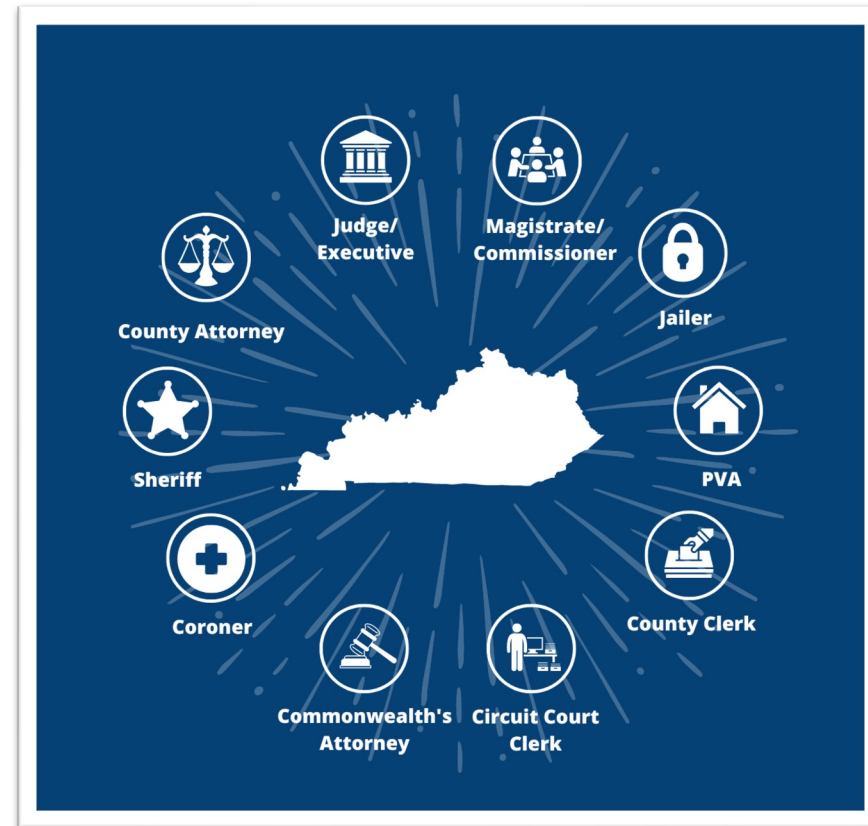 Judge/
Executive
Magistrate/
Commissioner
County Attorney
Jailer
Sheriff
PVA
Coroner
County Clerk
Commonwealth's
Attorney
Circuit Court
Clerk